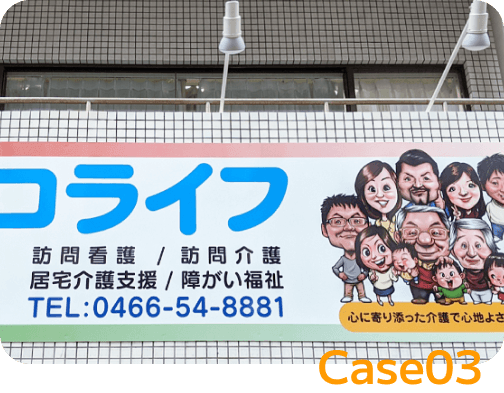 コライフ
訪問看護 / 訪問介護
居宅介護支援 / 障がい福祉
TEL:0466-54-8881
心に寄り添った介護で心地よさ
Case03